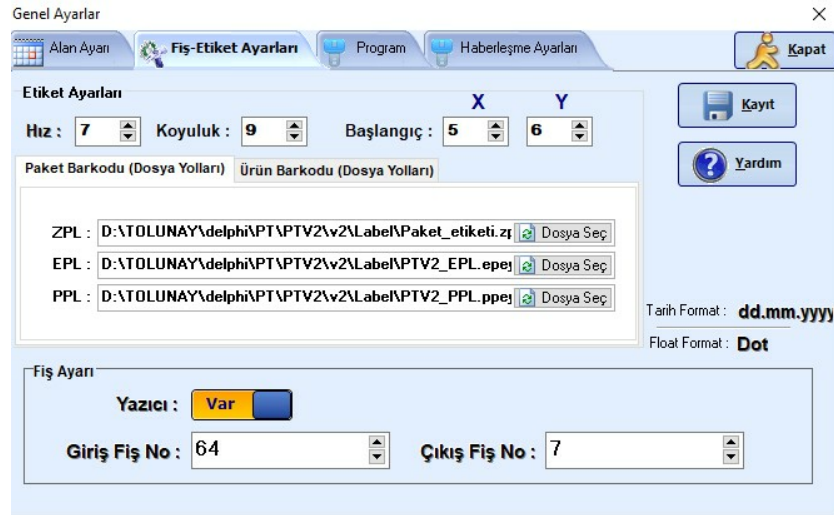 Genel Ayarlar
Alan Ayarı
Fiş-Etiket Ayarları
Program
Haberleşme Ayarları
Kapat
Etiket Ayarları
X Y
Hız : 7 Koyuluk : 9 Başlangıç : 5 6
Kayıt
Yardım
Paket Barkodu (Dosya Yolları) Ürün Barkodu (Dosya Yolları)
ZPL : D:\TOLUNAY\delphi\PT\PTV2\v2\Label\Paket_etiketi.zp Dosya Seç
EPL : D:\TOLUNAY\delphi\PT\PTV2\v2\Label\PTV2_EPL.epej Dosya Seç
PPL : D:\TOLUNAY\delphi\PT\PTV2\v2\Label\PTV2_PPL.ppej Dosya Seç
Tarih Format : dd.mm.yyyy
Float Format : Dot
Fiş Ayarı
Yazıcı : Var
Giriş Fiş No : 64 Çıkış Fiş No : 7